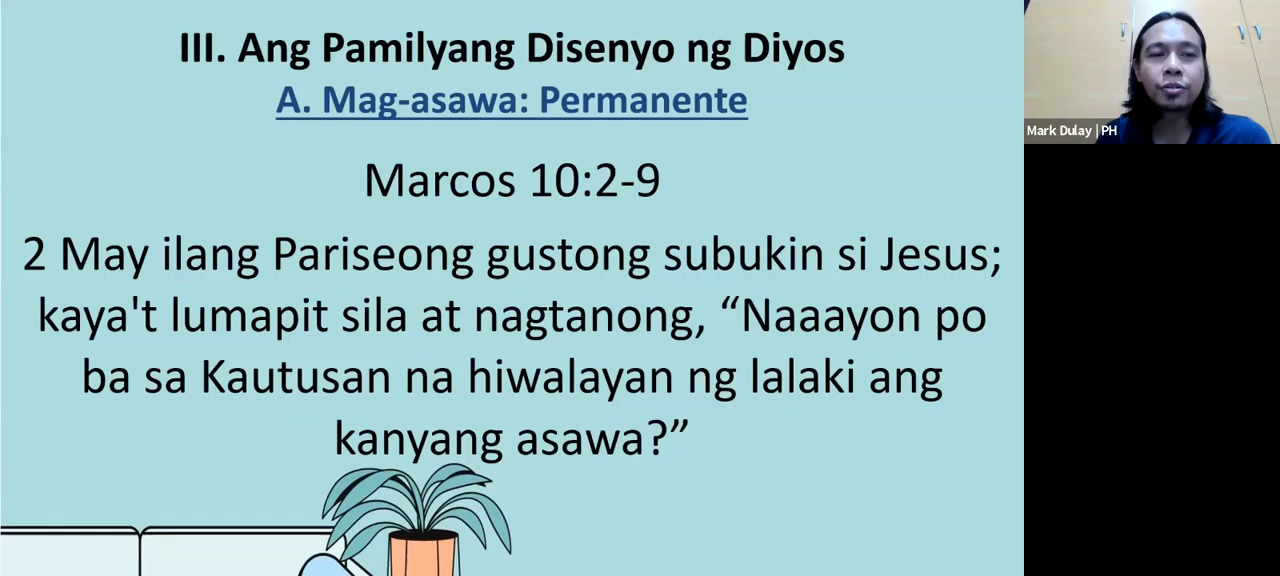 III. Ang Pamilyang Disenyo ng Diyos
A. Mag-asawa: Permanente
Marcos 10:2-9
2 May ilang Pariseong gustong subukin si Jesus;
kaya't lumapit sila at nagtanong, “Naaayon po
ba sa Kautusan na hiwalayan ng lalaki ang
kanyang asawa?”
Mark Dulay | PH